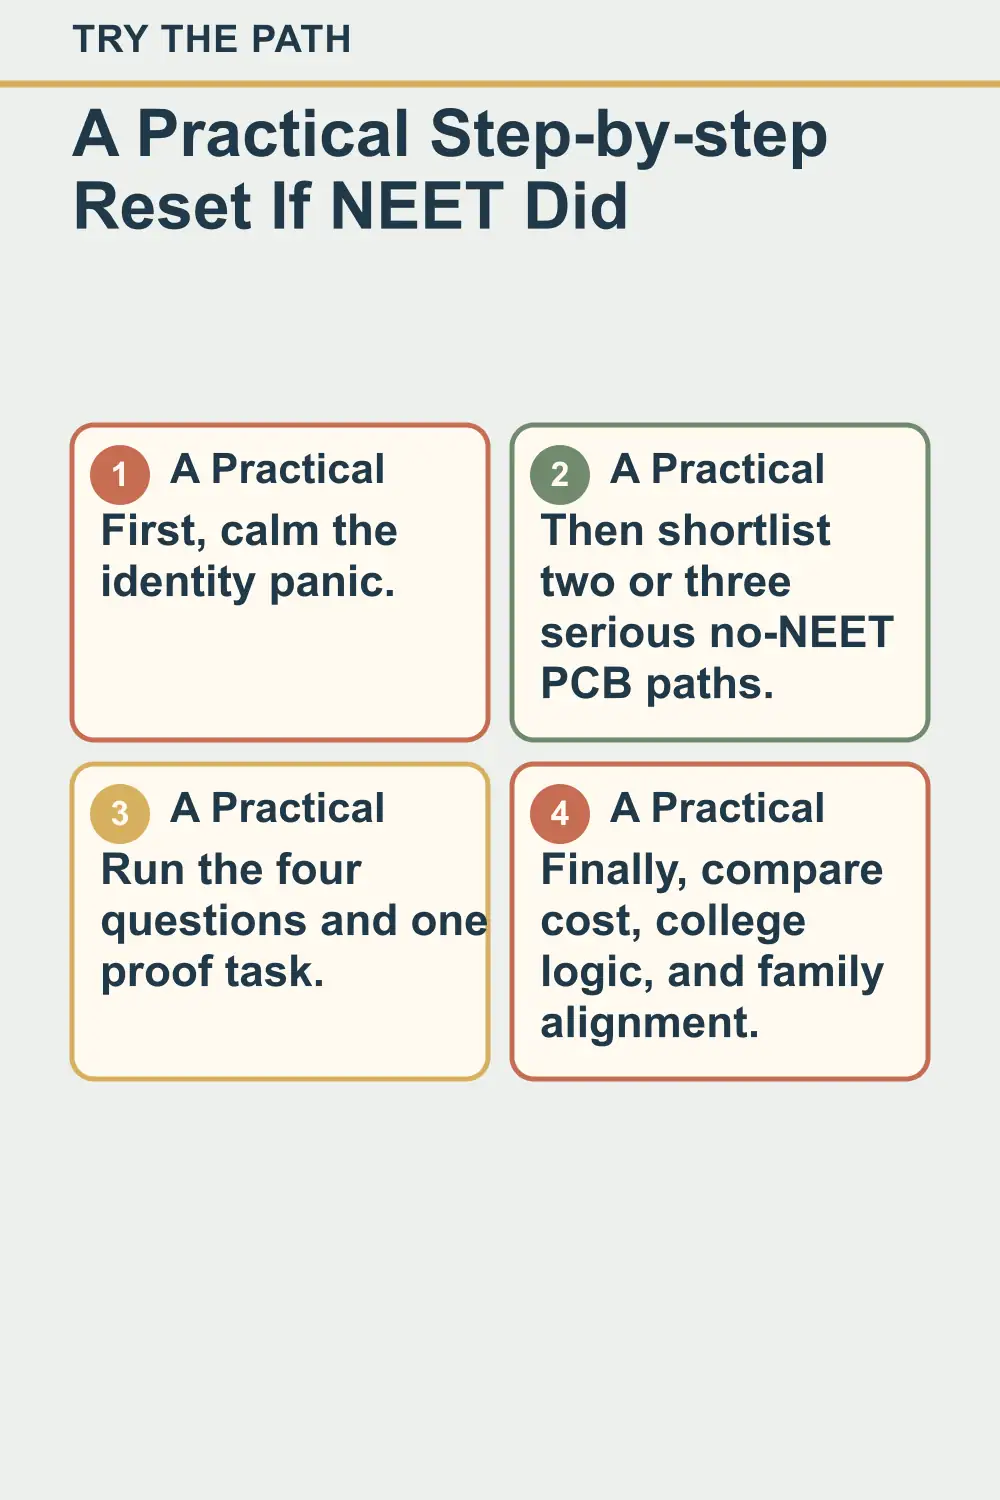 TRY THE PATH
A Practical Step-by-step
Reset If NEET Did
1 A Practical
First, calm the
identity panic.
2 A Practical
Then shortlist
two or three
serious no-NEET
PCB paths.
3 A Practical
Run the four
questions and one
proof task.
4 A Practical
Finally, compare
cost, college
logic, and family
alignment.